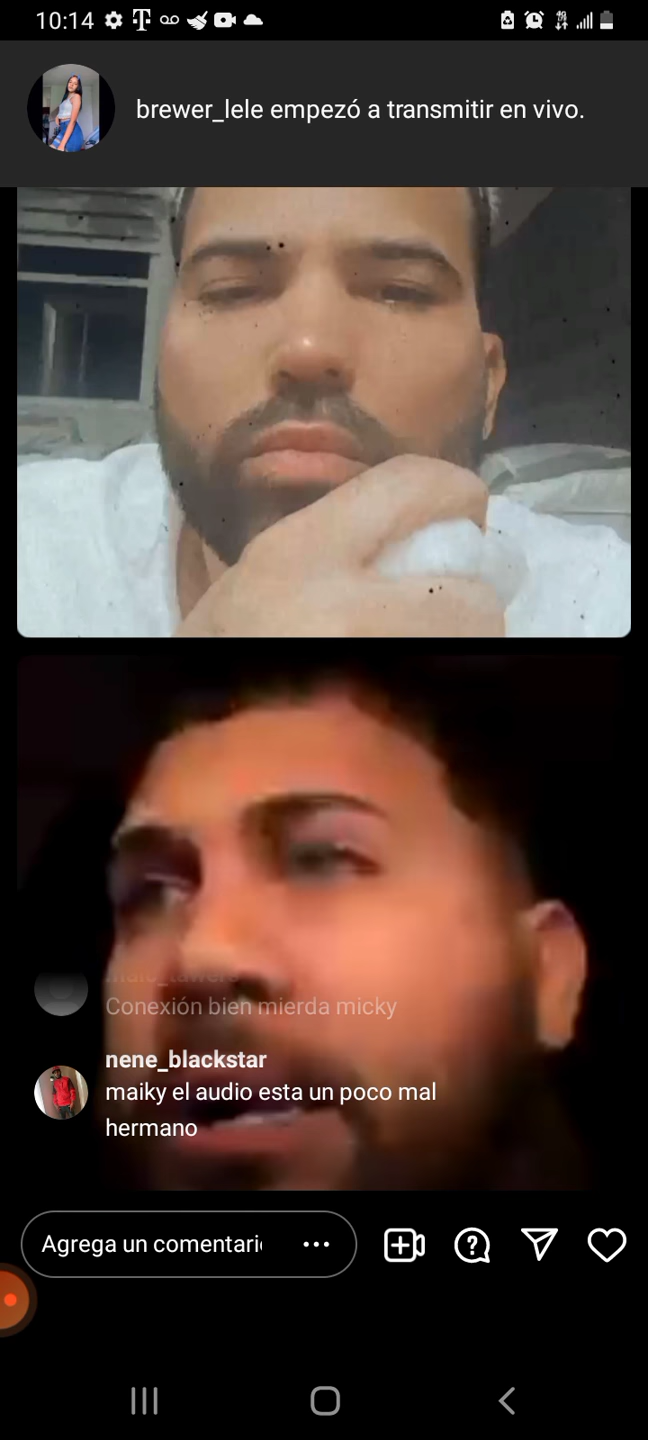 10:14
brewer_lele empezó a transmitir en vivo.
Conexión bien mierda micky
nene_blackstar
maiky el audio esta un poco mal
hermano
Agrega un comentari